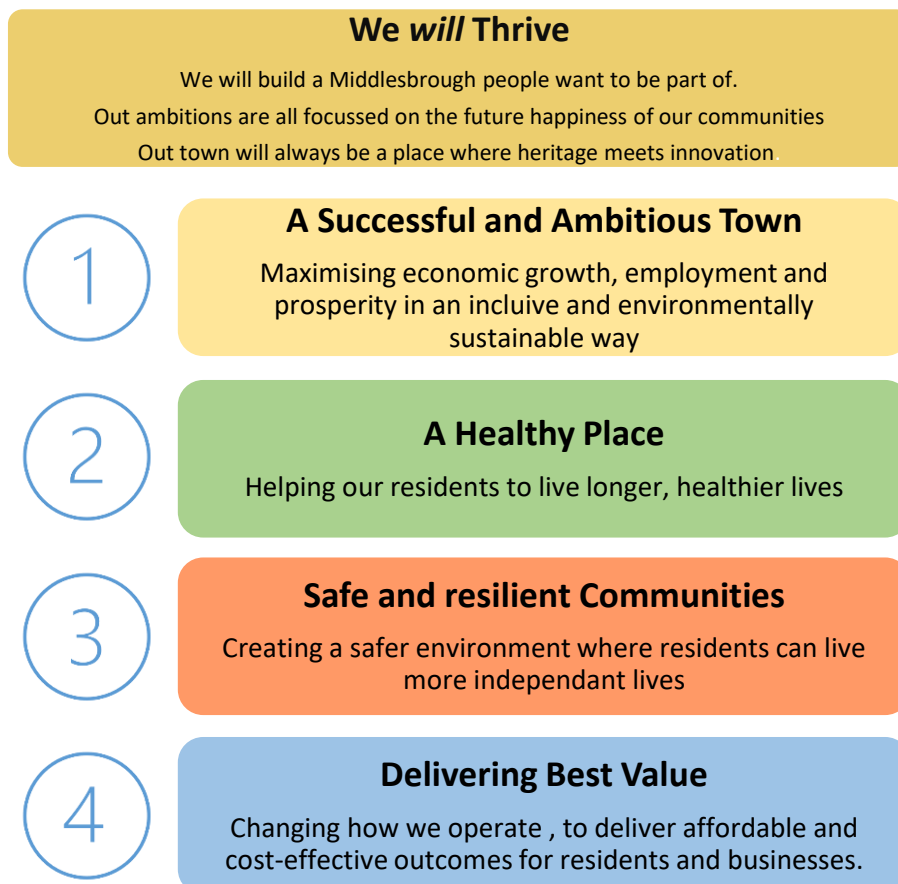 We will Thrive
We will build a Middlesbrough people want to be part of.
Out ambitions are all focussed on the future happiness of our communities
Out town will always be a place where heritage meets innovation.
1
A Successful and Ambitious Town
Maximising economic growth, employment and
prosperity in an incluive and environmentally
sustainable way
2
A Healthy Place
Helping our residents to live longer, healthier lives
3
Safe and resilient Communities
Creating a safer environment where residents can live
more independant lives
4
Delivering Best Value
Changing how we operate , to deliver affordable and
cost-effective outcomes for residents and businesses.